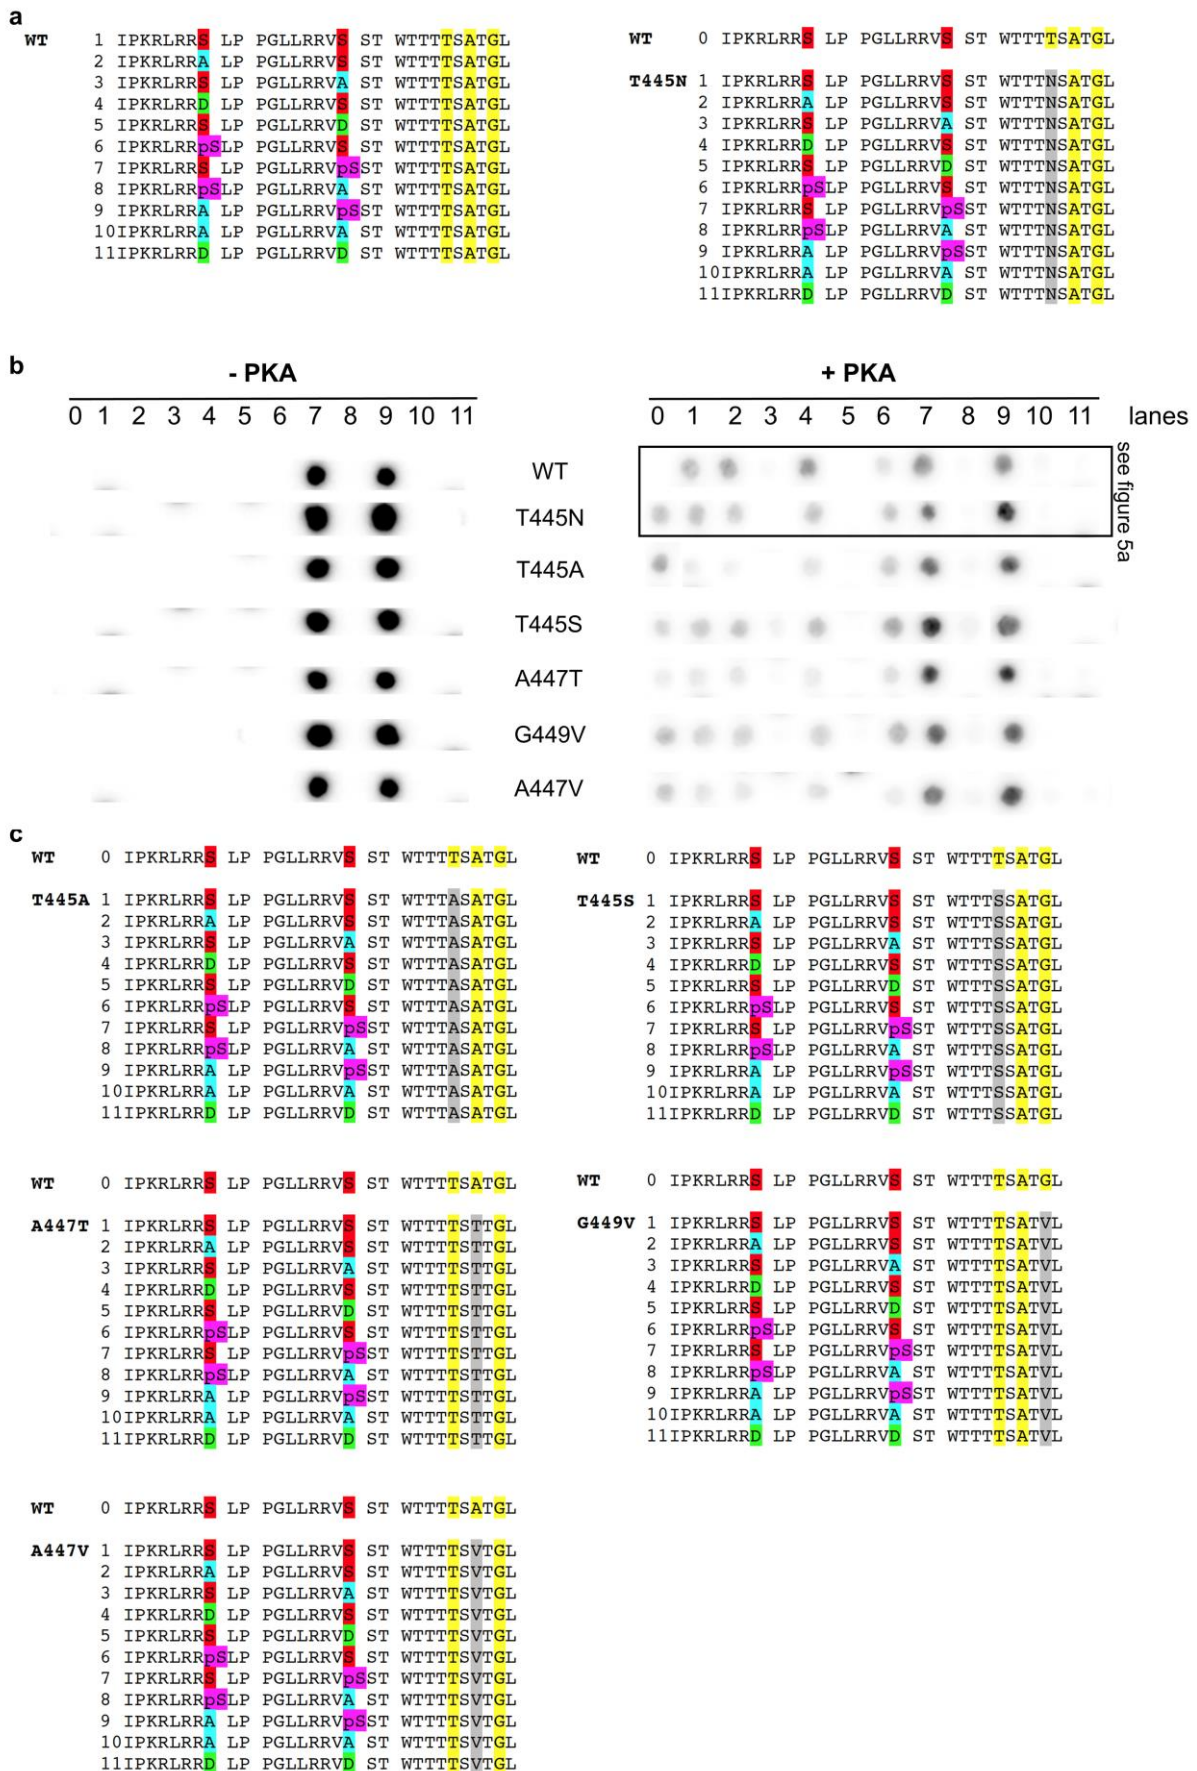 a
WT 1 IPKRLRRS LP PGLLRRVS ST WTTTTSATGL
2 IPKRLRRA LP PGLLRRVS ST WTTTTSATGL
3 IPKRLRRS LP PGLLRRVA ST WTTTTSATGL
4 IPKRLRRD LP PGLLRRVS ST WTTTTSATGL
5 IPKRLRRS LP PGLLRRVD ST WTTTTSATGL
6 IPKRLRRpSLP PGLLRRVS ST WTTTTSATGL
7 IPKRLRRS LP PGLLRRVpSST WTTTTSATGL
8 IPKRLRRpSLP PGLLRRVA ST WTTTTSATGL
9 IPKRLRRA LP PGLLRRVpSST WTTTTSATGL
10IPKRLRRA LP PGLLRRVA ST WTTTTSATGL
11IPKRLRRD LP PGLLRRVD ST WTTTTSATGL
WT 0 IPKRLRRS LP PGLLRRVS ST WTTTTSATGL
T445N 1 IPKRLRRS LP PGLLRRVS ST WTTTNSATGL
2 IPKRLRRA LP PGLLRRVS ST WTTTNSATGL
3 IPKRLRRS LP PGLLRRVA ST WTTTNSATGL
4 IPKRLRRD LP PGLLRRVS ST WTTTNSATGL
5 IPKRLRRS LP PGLLRRVD ST WTTTNSATGL
6 IPKRLRRpSLP PGLLRRVS ST WTTTNSATGL
7 IPKRLRRS LP PGLLRRVpSST WTTTNSATGL
8 IPKRLRRpSLP PGLLRRVA ST WTTTNSATGL
9 IPKRLRRA LP PGLLRRVpSST WTTTNSATGL
10IPKRLRRA LP PGLLRRVA ST WTTTNSATGL
11IPKRLRRD LP PGLLRRVD ST WTTTNSATGL
b
- PKA
0 1 2 3 4 5 6 7 8 9 10 11
+ PKA
0 1 2 3 4 5 6 7 8 9 10 11 lanes
WT
T445N
T445A
T445S
A447T
G449V
A447V
see figure 5a
c
WT 0 IPKRLRRS LP PGLLRRVS ST WTTTTSATGL
T445A 1 IPKRLRRS LP PGLLRRVS ST WTTTASATGL
2 IPKRLRRA LP PGLLRRVS ST WTTTASATGL
3 IPKRLRRS LP PGLLRRVA ST WTTTASATGL
4 IPKRLRRD LP PGLLRRVS ST WTTTASATGL
5 IPKRLRRS LP PGLLRRVD ST WTTTASATGL
6 IPKRLRRpSLP PGLLRRVS ST WTTTASATGL
7 IPKRLRRS LP PGLLRRVpSST WTTTASATGL
8 IPKRLRRpSLP PGLLRRVA ST WTTTASATGL
9 IPKRLRRA LP PGLLRRVpSST WTTTASATGL
10IPKRLRRA LP PGLLRRVA ST WTTTASATGL
11IPKRLRRD LP PGLLRRVD ST WTTTASATGL
WT 0 IPKRLRRS LP PGLLRRVS ST WTTTTSATGL
T445S 1 IPKRLRRS LP PGLLRRVS ST WTTTSSATGL
2 IPKRLRRA LP PGLLRRVS ST WTTTSSATGL
3 IPKRLRRS LP PGLLRRVA ST WTTTSSATGL
4 IPKRLRRD LP PGLLRRVS ST WTTTSSATGL
5 IPKRLRRS LP PGLLRRVD ST WTTTSSATGL
6 IPKRLRRpSLP PGLLRRVS ST WTTTSSATGL
7 IPKRLRRS LP PGLLRRVpSST WTTTSSATGL
8 IPKRLRRpSLP PGLLRRVA ST WTTTSSATGL
9 IPKRLRRA LP PGLLRRVpSST WTTTSSATGL
10IPKRLRRA LP PGLLRRVA ST WTTTSSATGL
11IPKRLRRD LP PGLLRRVD ST WTTTSSATGL
WT 0 IPKRLRRS LP PGLLRRVS ST WTTTTSATGL
A447T 1 IPKRLRRS LP PGLLRRVS ST WTTTTSTTGL
2 IPKRLRRA LP PGLLRRVS ST WTTTTSTTGL
3 IPKRLRRS LP PGLLRRVA ST WTTTTSTTGL
4 IPKRLRRD LP PGLLRRVS ST WTTTTSTTGL
5 IPKRLRRS LP PGLLRRVD ST WTTTTSTTGL
6 IPKRLRRpSLP PGLLRRVS ST WTTTTSTTGL
7 IPKRLRRS LP PGLLRRVpSST WTTTTSTTGL
8 IPKRLRRpSLP PGLLRRVA ST WTTTTSTTGL
9 IPKRLRRA LP PGLLRRVpSST WTTTTSTTGL
10IPKRLRRA LP PGLLRRVA ST WTTTTSTTGL
11IPKRLRRD LP PGLLRRVD ST WTTTTSTTGL
WT 0 IPKRLRRS LP PGLLRRVS ST WTTTTSATGL
G449V 1 IPKRLRRS LP PGLLRRVS ST WTTTTSATVL
2 IPKRLRRA LP PGLLRRVS ST WTTTTSATVL
3 IPKRLRRS LP PGLLRRVA ST WTTTTSATVL
4 IPKRLRRD LP PGLLRRVS ST WTTTTSATVL
5 IPKRLRRS LP PGLLRRVD ST WTTTTSATVL
6 IPKRLRRpSLP PGLLRRVS ST WTTTTSATVL
7 IPKRLRRS LP PGLLRRVpSST WTTTTSATVL
8 IPKRLRRpSLP PGLLRRVA ST WTTTTSATVL
9 IPKRLRRA LP PGLLRRVpSST WTTTTSATVL
10IPKRLRRA LP PGLLRRVA ST WTTTTSATVL
11IPKRLRRD LP PGLLRRVD ST WTTTTSATVL
WT 0 IPKRLRRS LP PGLLRRVS ST WTTTTSATGL
A447V 1 IPKRLRRS LP PGLLRRVS ST WTTTTSVTGL
2 IPKRLRRA LP PGLLRRVS ST WTTTTSVTGL
3 IPKRLRRS LP PGLLRRVA ST WTTTTSVTGL
4 IPKRLRRD LP PGLLRRVS ST WTTTTSVTGL
5 IPKRLRRS LP PGLLRRVD ST WTTTTSVTGL
6 IPKRLRRpSLP PGLLRRVS ST WTTTTSVTGL
7 IPKRLRRS LP PGLLRRVpSST WTTTTSVTGL
8 IPKRLRRpSLP PGLLRRVA ST WTTTTSVTGL
9 IPKRLRRA LP PGLLRRVpSST WTTTTSVTGL
10IPKRLRRA LP PGLLRRVA ST WTTTTSVTGL
11IPKRLRRD LP PGLLRRVD ST WTTTTSVTGL